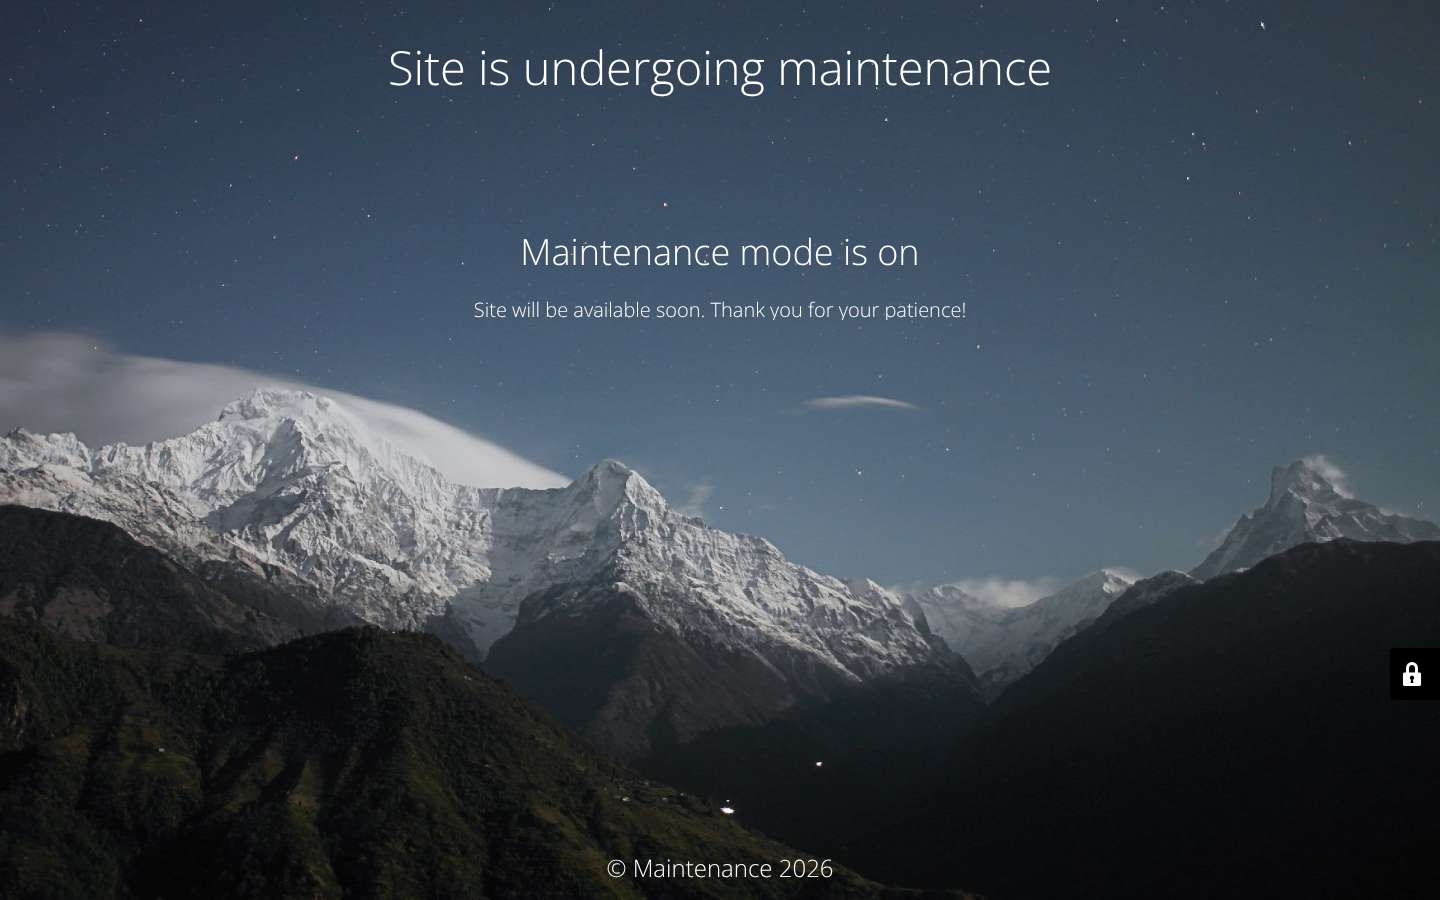 Site is undergoing maintenance
Maintenance mode is on
Site will be available soon. Thank you for your patience!
© Maintenance 2026